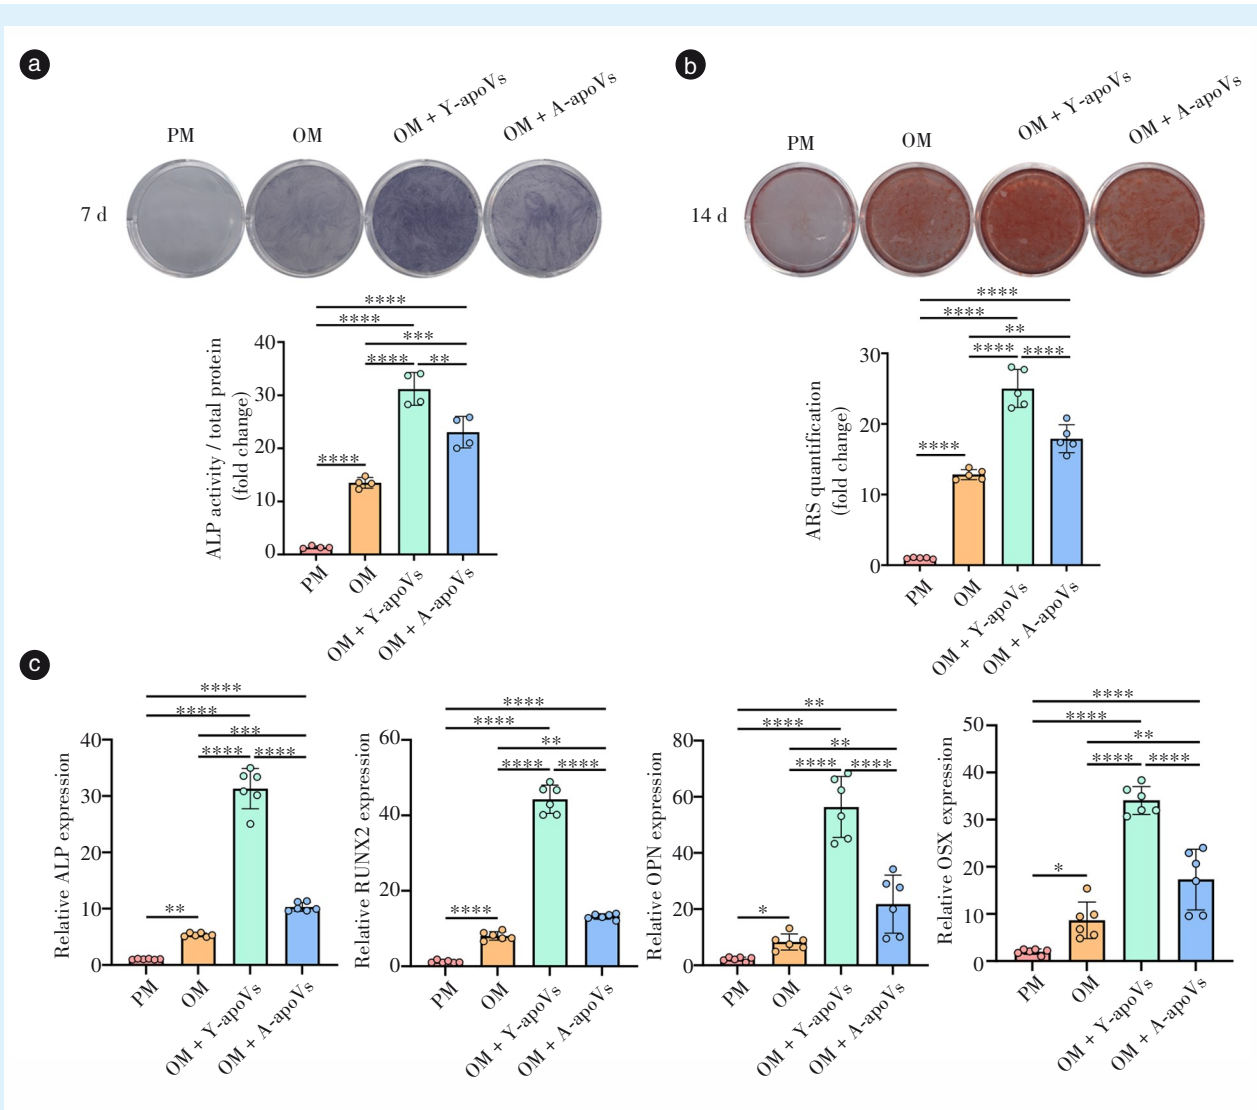 a
PM
OM
OM + Y-apoVs
OM + A-apoVs
7 d
****
****
***
****
**
****
ALP activity / total protein
(fold change)
40
30
20
10
0
PM
OM
OM + Y-apoVs
OM + A-apoVs
b
PM
OM
OM + Y-apoVs
OM + A-apoVs
14 d
****
****
**
****
****
****
ARS quantification
(fold change)
30
20
10
0
PM
OM
OM + Y-apoVs
OM + A-apoVs
c
****
****
***
****
****
**
Relative ALP expression
40
30
20
10
0
PM
OM
OM + Y-apoVs
OM + A-apoVs
****
****
**
****
****
****
Relative RUNX2 expression
60
40
20
0
PM
OM
OM + Y-apoVs
OM + A-apoVs
**
****
**
****
****
*
Relative OPN expression
80
60
40
20
0
PM
OM
OM + Y-apoVs
OM + A-apoVs
****
****
**
****
****
*
Relative OSX expression
50
40
30
20
10
0
PM
OM
OM + Y-apoVs
OM + A-apoVs